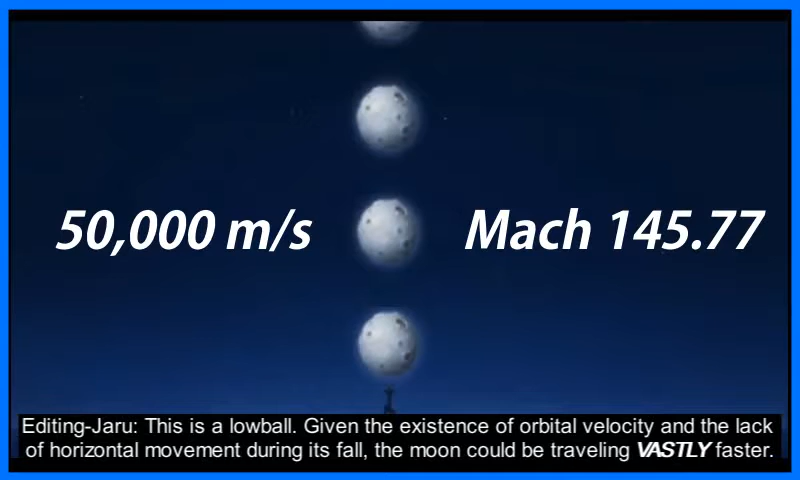 50,000 m/s Mach 145.77
Editing-Jaru: This is a lowball. Given the existence of orbital velocity and the lack
of horizontal movement during its fall, the moon could be traveling VASTLY faster.